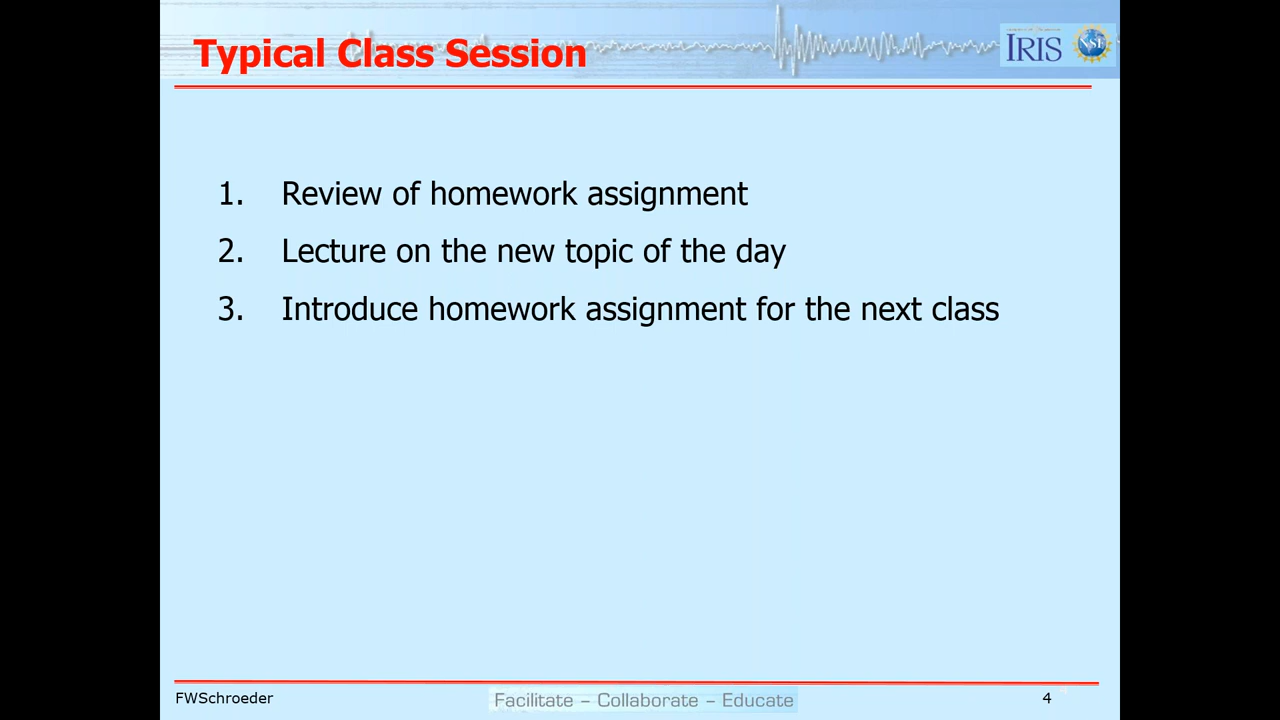 Typical Class Session
IRIS
NSF
1. Review of homework assignment
2. Lecture on the new topic of the day
3. Introduce homework assignment for the next class
FWSchroeder
Facilitate – Collaborate – Educate
4